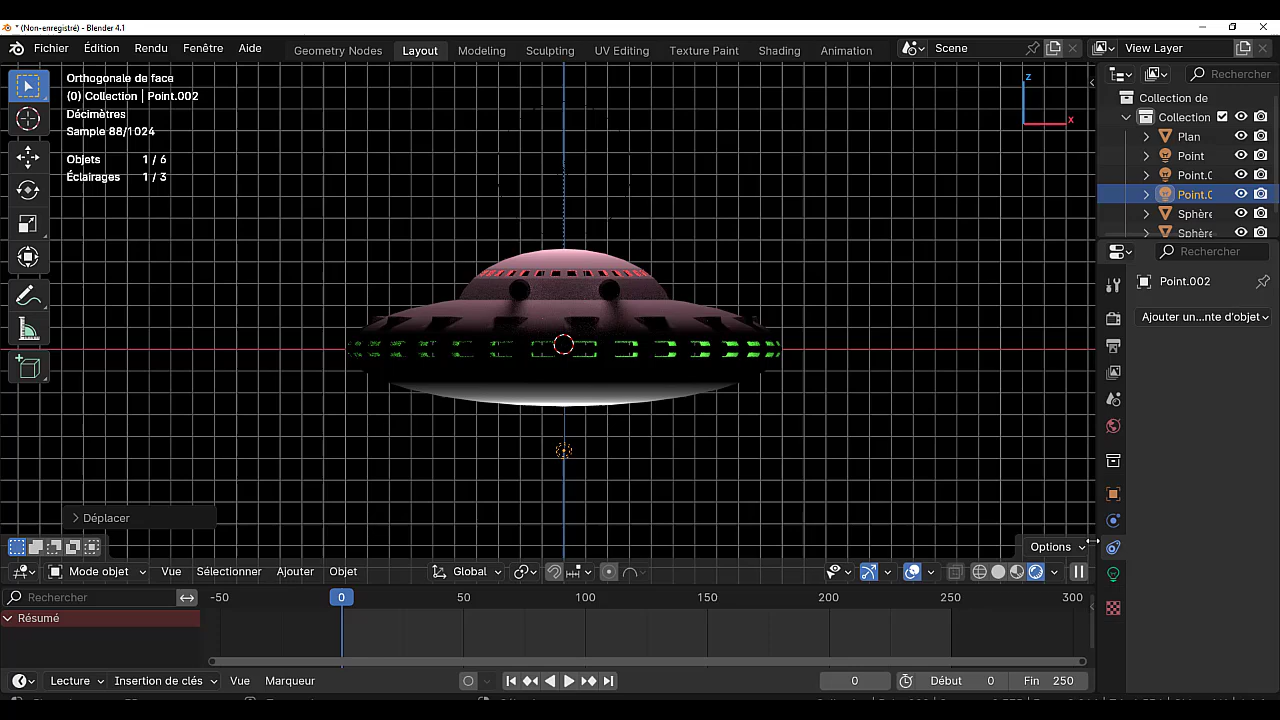 * (Non-enregistré) - Blender 4.1
Fichier Édition Rendu Fenêtre Aide Geometry Nodes Layout Modeling Sculpting UV Editing Texture Paint Shading Animation Scene View Layer
Orthogonale de face
(0) Collection | Point.002
Décimètres
Sample 88/1024
Objets 1 / 6
Éclairages 1 / 3
z
x
Rechercher
Collection de
Collection
Plan
Point
Point.0
Point.0
Sphère
Sphère
Rechercher
Point.002
Ajouter un...nte d'objet
Déplacer
Options
Mode objet Vue Sélectionner Ajouter Objet Global
Rechercher
-50 0 50 100 150 200 250 300
Résumé
Lecture Insertion de clés Vue Marqueur 0 Début 0 Fin 250